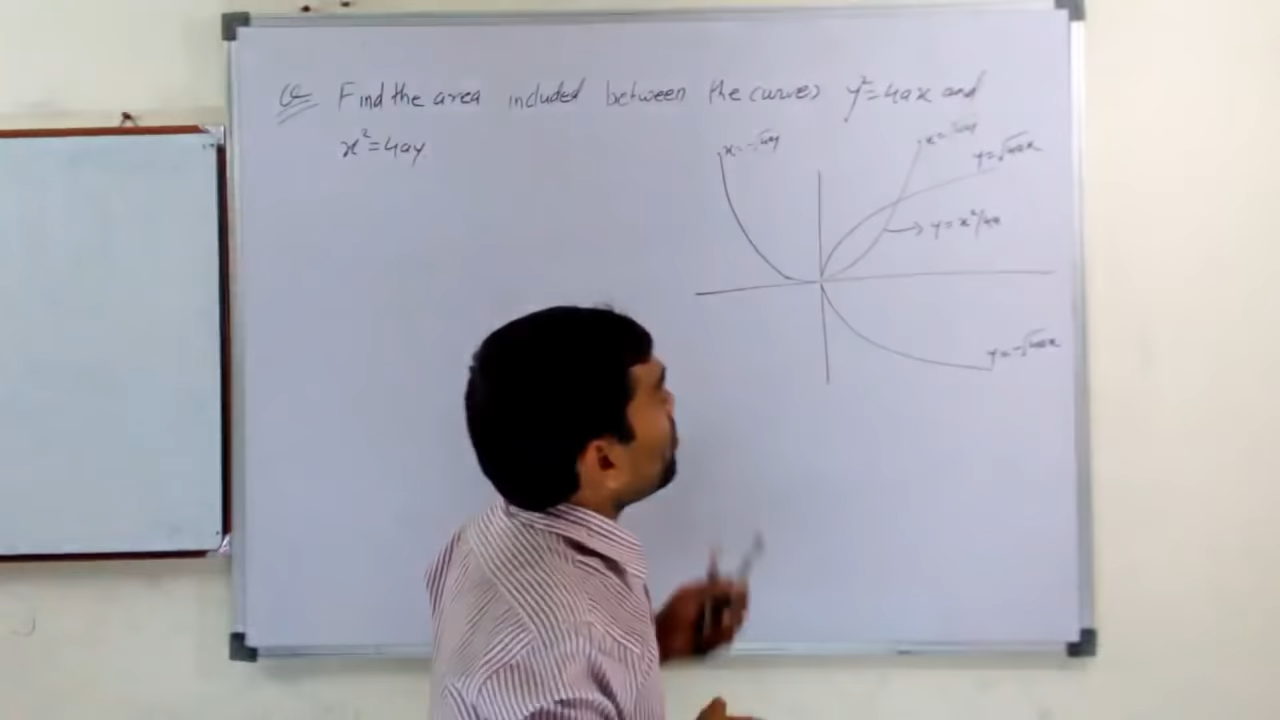 Q Find the area included between the curves y²=4ax and
x²=4ay.
x=-√4ay
x=√4ay
y=√4ax
y=x²/4a
y=-√4ax